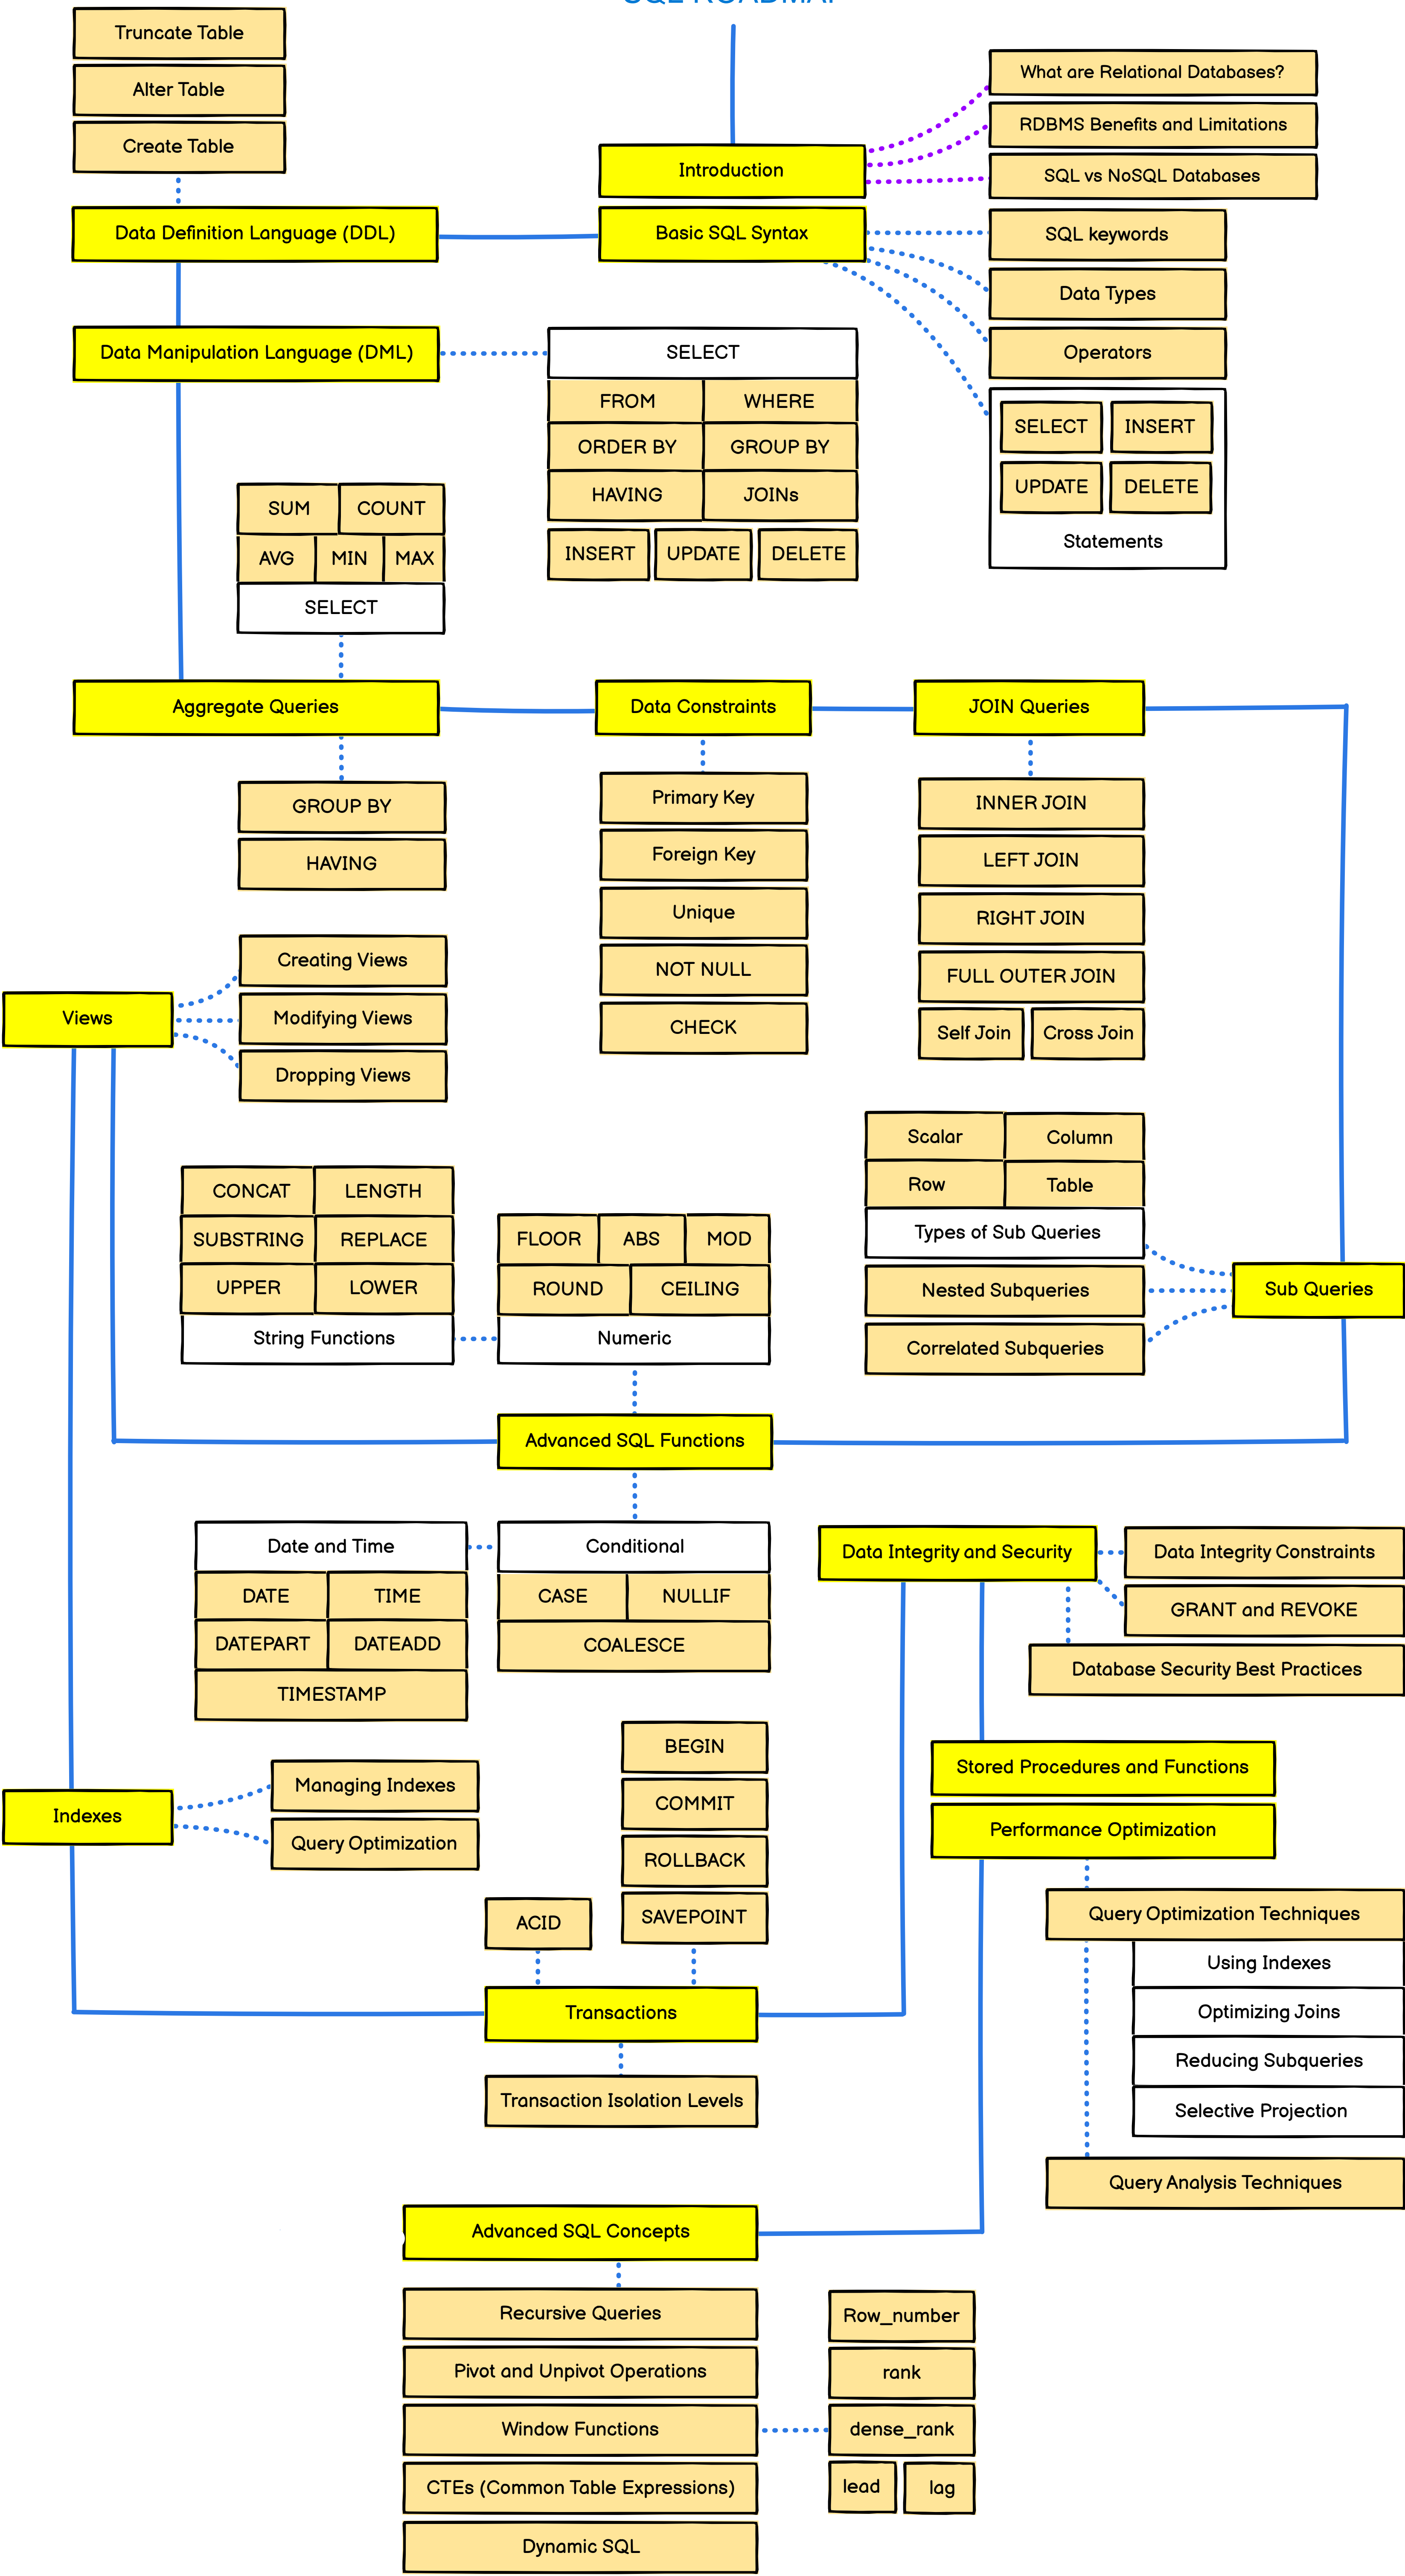 SQL ROADMAP
Truncate Table
Alter Table
Create Table
What are Relational Databases?
RDBMS Benefits and Limitations
SQL vs NoSQL Databases
Introduction
Data Definition Language (DDL)
Basic SQL Syntax
SQL keywords
Data Types
Operators
SELECT INSERT
UPDATE DELETE
Statements
Data Manipulation Language (DML)
SELECT
FROM WHERE
ORDER BY GROUP BY
HAVING JOINs
INSERT UPDATE DELETE
SUM COUNT
AVG MIN MAX
SELECT
Aggregate Queries
Data Constraints
JOIN Queries
GROUP BY
HAVING
Primary Key
Foreign Key
Unique
NOT NULL
CHECK
INNER JOIN
LEFT JOIN
RIGHT JOIN
FULL OUTER JOIN
Self Join Cross Join
Views
Creating Views
Modifying Views
Dropping Views
Scalar Column
Row Table
Types of Sub Queries
Nested Subqueries
Correlated Subqueries
Sub Queries
CONCAT LENGTH
SUBSTRING REPLACE
UPPER LOWER
String Functions
FLOOR ABS MOD
ROUND CEILING
Numeric
Advanced SQL Functions
Date and Time
DATE TIME
DATEPART DATEADD
TIMESTAMP
Conditional
CASE NULLIF
COALESCE
Data Integrity and Security
Data Integrity Constraints
GRANT and REVOKE
Database Security Best Practices
Indexes
Managing Indexes
Query Optimization
BEGIN
COMMIT
ROLLBACK
SAVEPOINT
ACID
Transactions
Transaction Isolation Levels
Stored Procedures and Functions
Performance Optimization
Query Optimization Techniques
Using Indexes
Optimizing Joins
Reducing Subqueries
Selective Projection
Query Analysis Techniques
Advanced SQL Concepts
Recursive Queries
Pivot and Unpivot Operations
Window Functions
CTEs (Common Table Expressions)
Dynamic SQL
Row_number
rank
dense_rank
lead lag